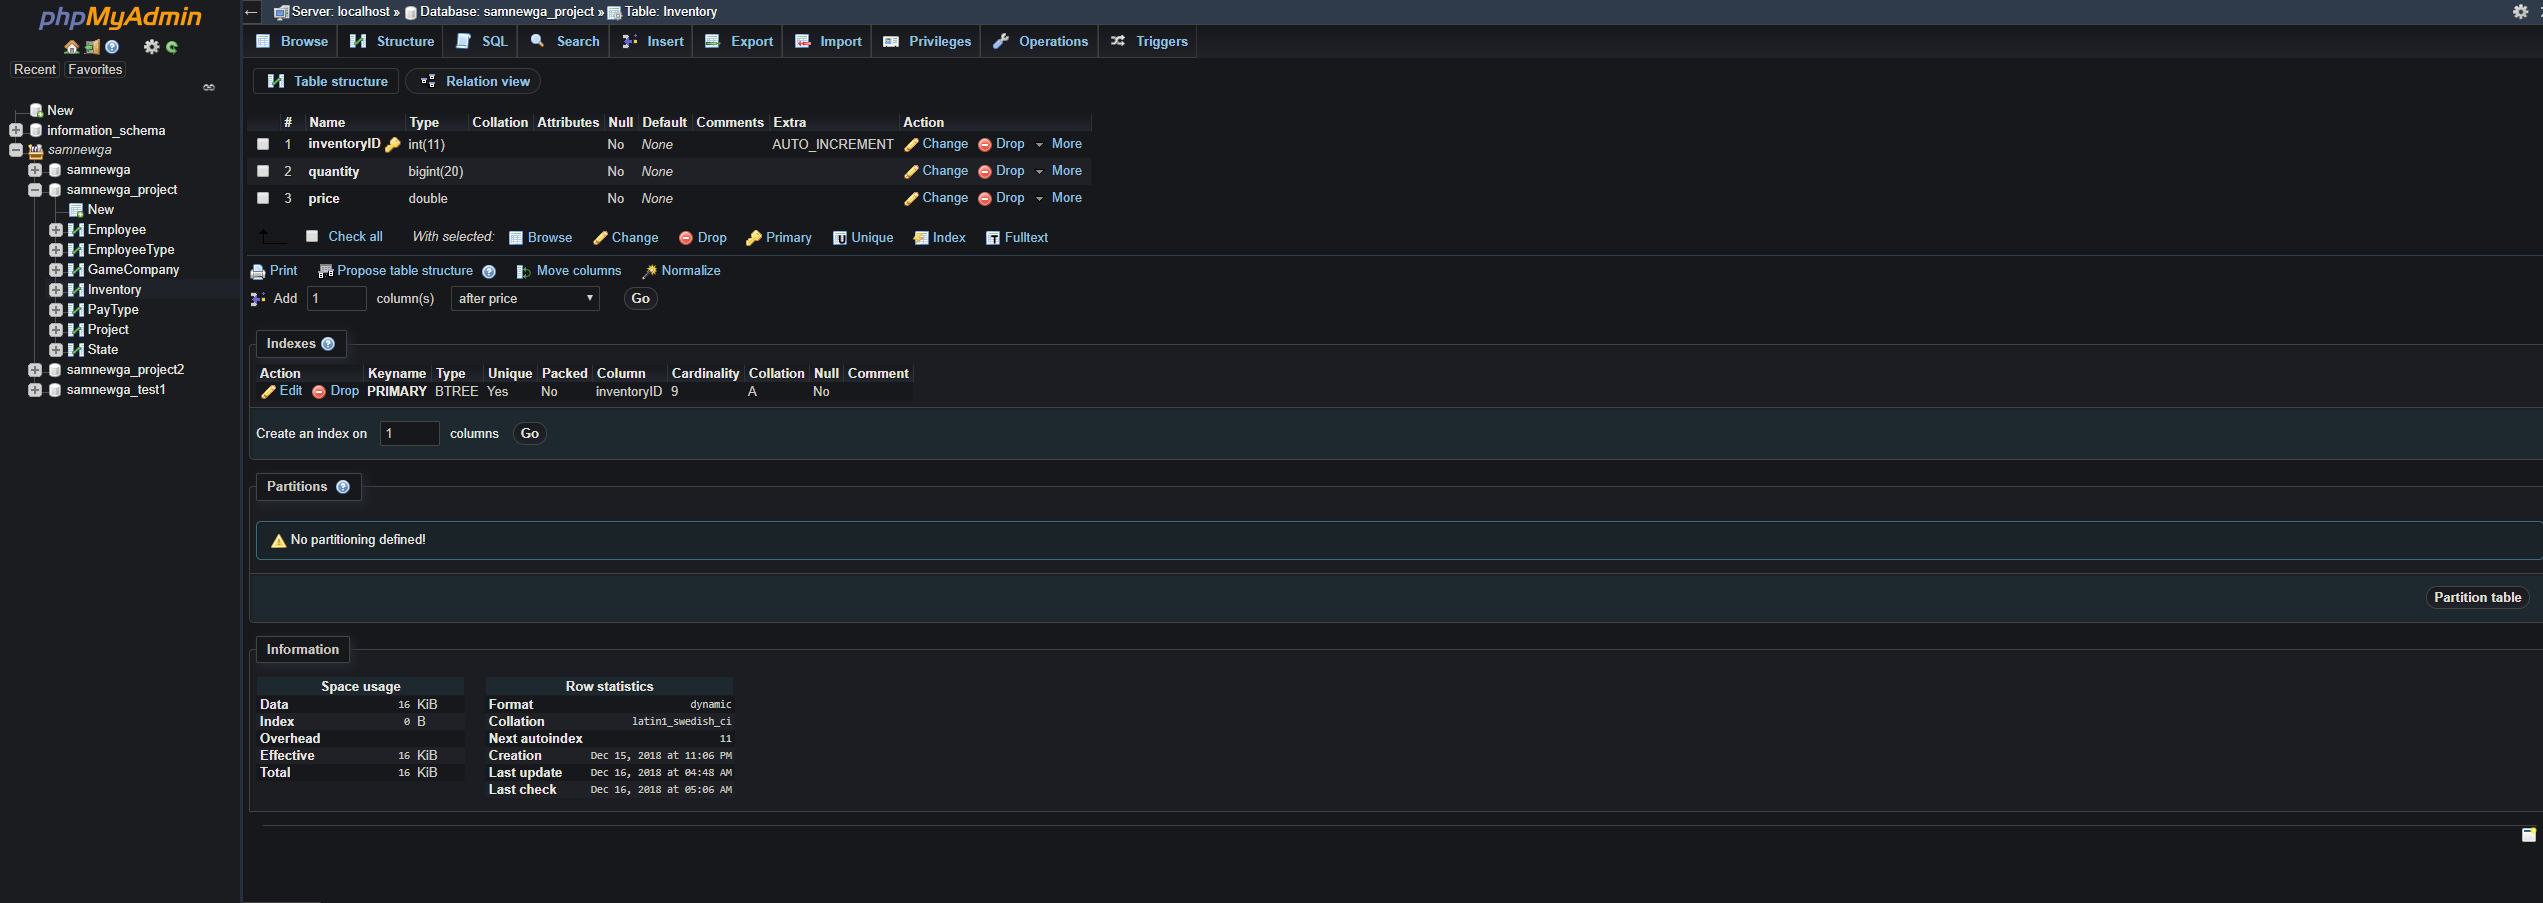 phpMyAdmin
Recent Favorites
New
information_schema
samnewga
samnewga
samnewga_project
New
Employee
EmployeeType
GameCompany
Inventory
PayType
Project
State
samnewga_project2
samnewga_test1
Server: localhost » Database: samnewga_project » Table: Inventory
Browse Structure SQL Search Insert Export Import Privileges Operations Triggers
Table structure Relation view
# Name Type Collation Attributes Null Default Comments Extra Action
1 inventoryID int(11) No None AUTO_INCREMENT Change Drop More
2 quantity bigint(20) No None Change Drop More
3 price double No None Change Drop More
Check all With selected: Browse Change Drop Primary Unique Index Fulltext
Print Propose table structure Move columns Normalize
Add 1 column(s) after price Go
Indexes
Action Keyname Type Unique Packed Column Cardinality Collation Null Comment
Edit Drop PRIMARY BTREE Yes No inventoryID 9 A No
Create an index on 1 columns Go
Partitions
No partitioning defined!
Partition table
Information
Space usage
Data 16 KiB
Index 0 B
Overhead
Effective 16 KiB
Total 16 KiB
Row statistics
Format dynamic
Collation latin1_swedish_ci
Next autoindex 11
Creation Dec 15, 2018 at 11:06 PM
Last update Dec 16, 2018 at 04:48 AM
Last check Dec 16, 2018 at 05:06 AM